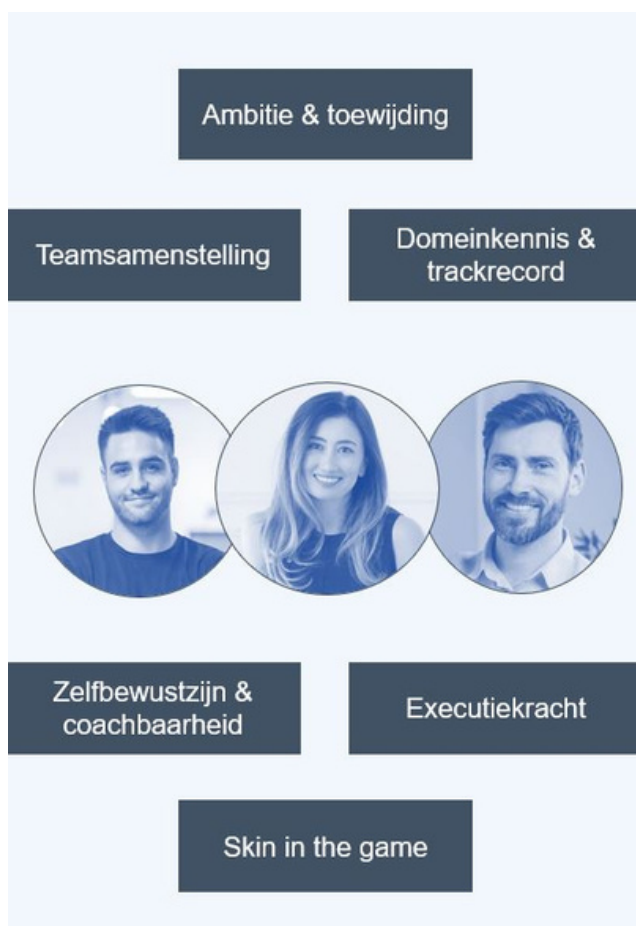 Ambitie & toewijding
Teamsamenstelling
Domeinkennis &
trackrecord
Zelfbewustzijn &
coachbaarheid
Executiekracht
Skin in the game